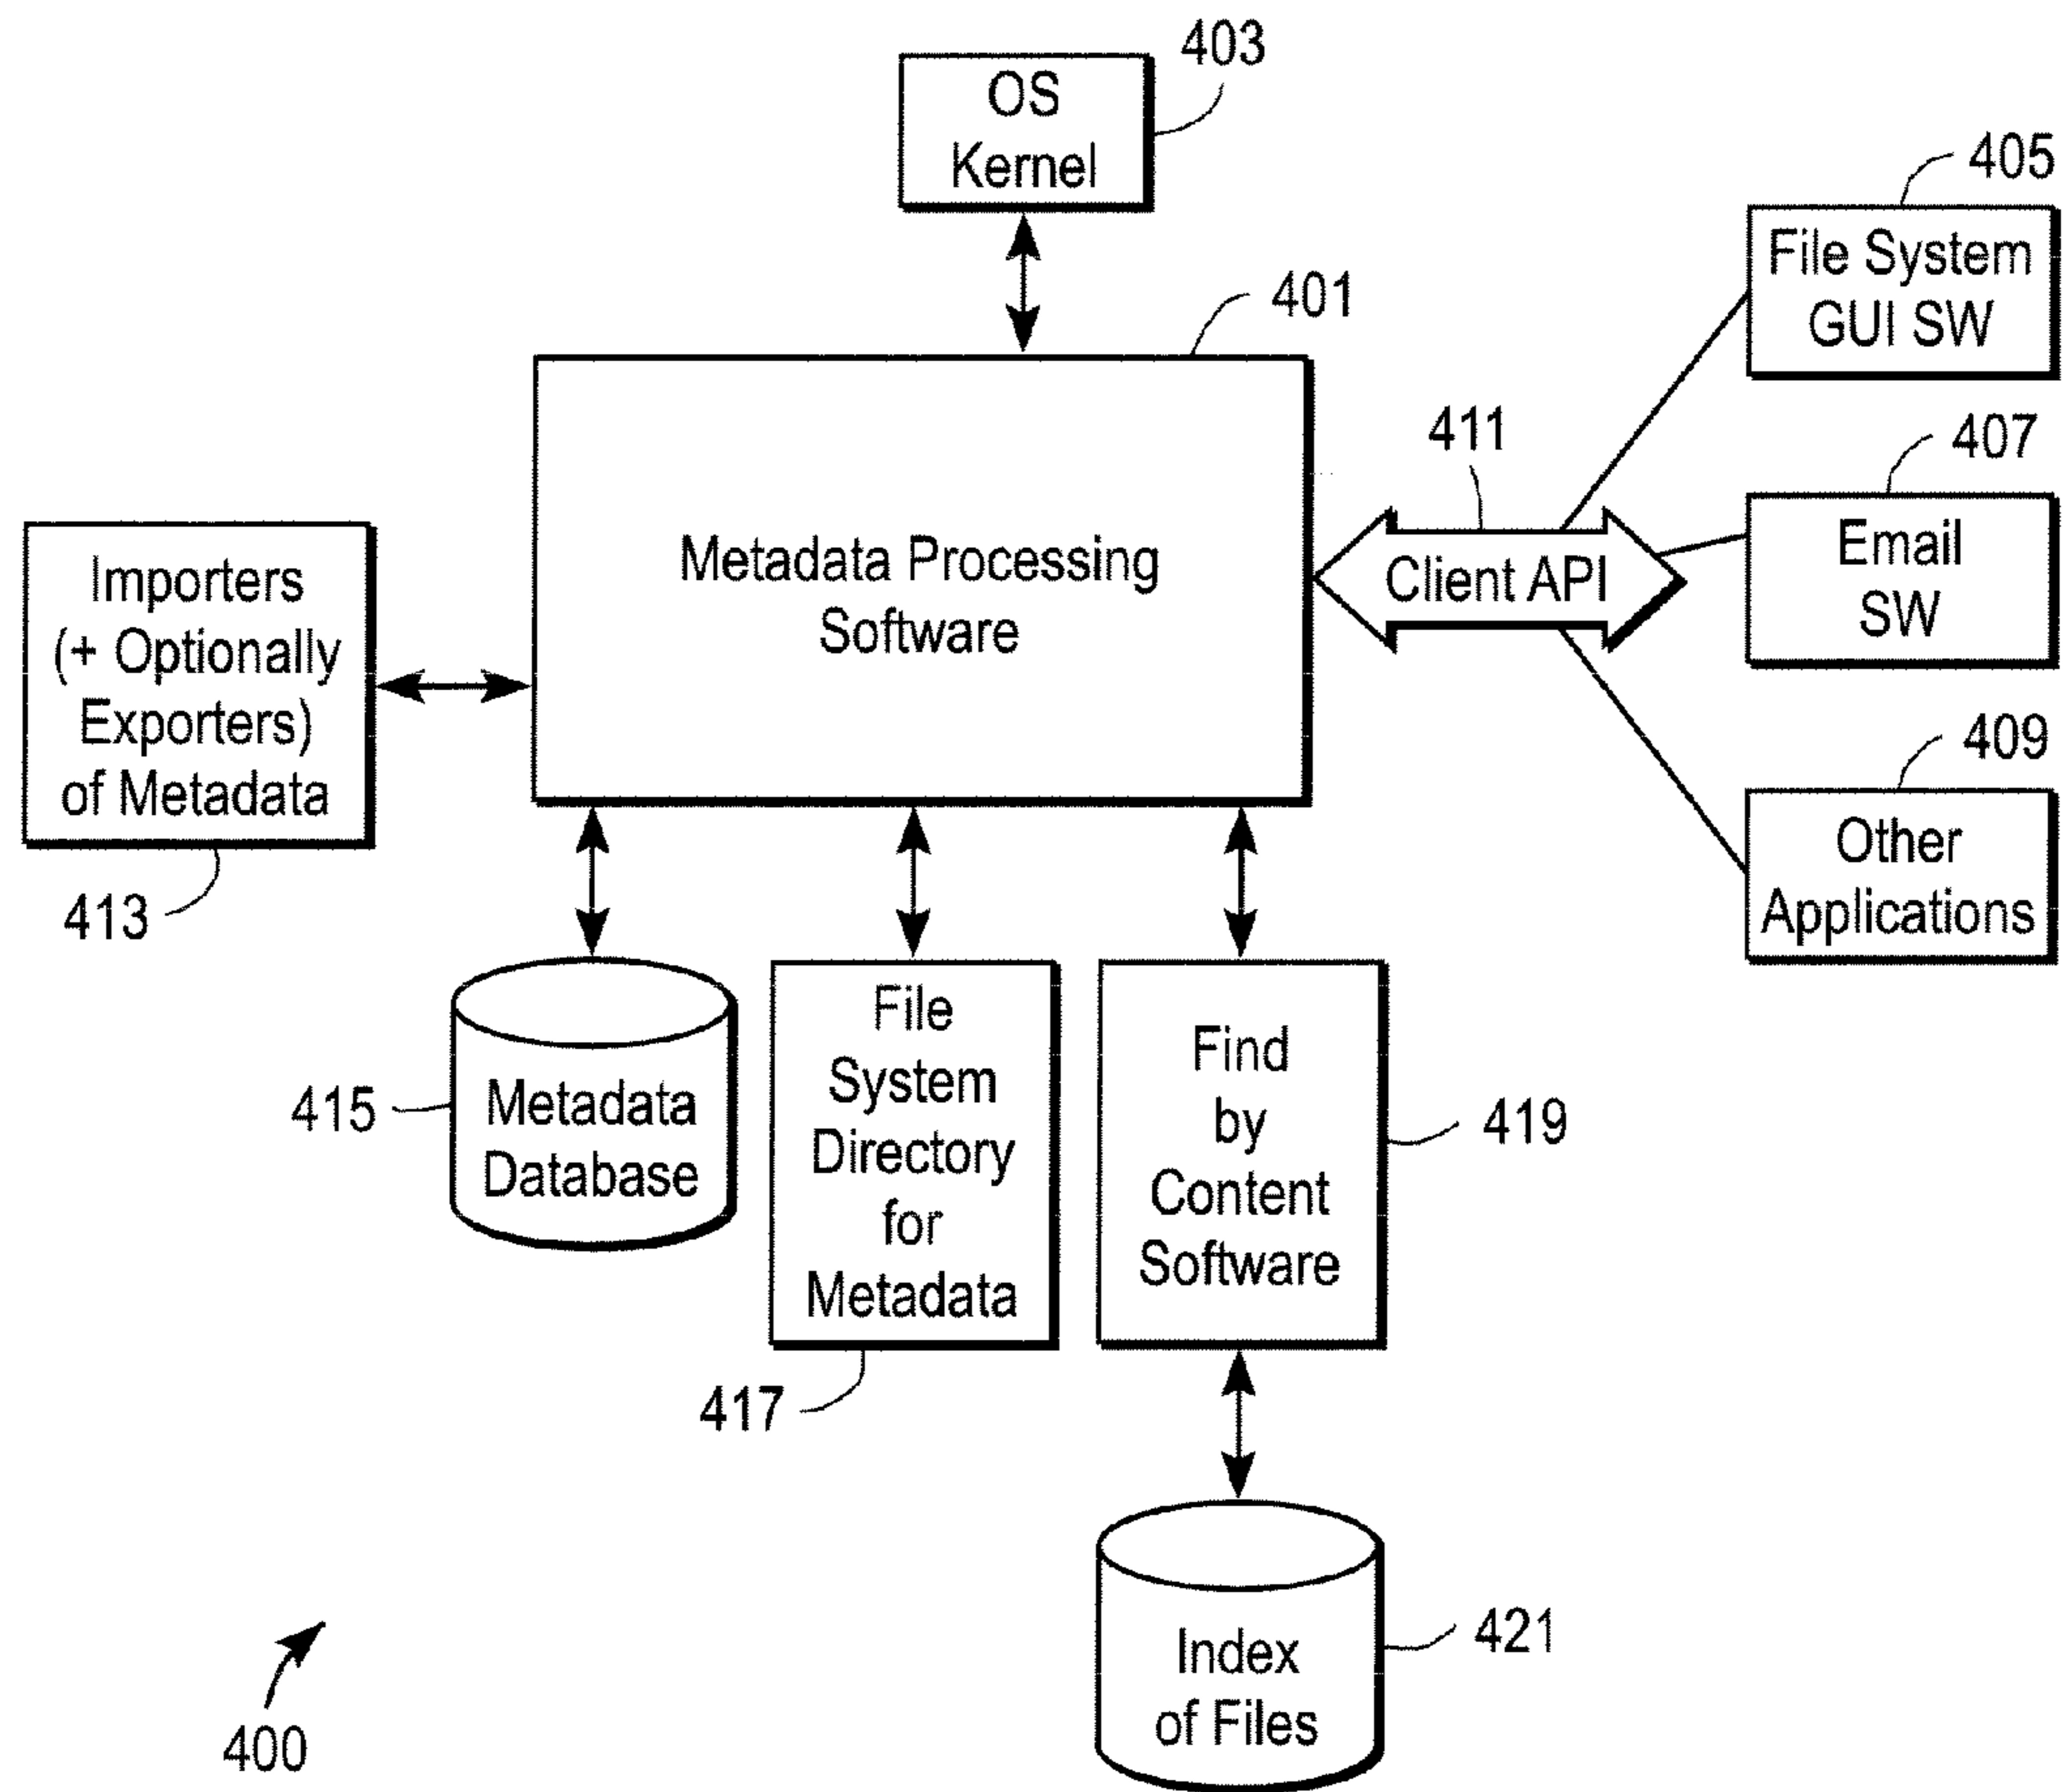 403
OS
Kernel
405
File System
GUI SW
401
411
407
Metadata Processing
Software
Client API
Email
SW
Importers
(+ Optionally
Exporters)
of Metadata
413
409
Other
Applications
415
Metadata
Database
File
System
Directory
for
Metadata
417
Find
by
Content
Software
419
Index
of Files
421
400